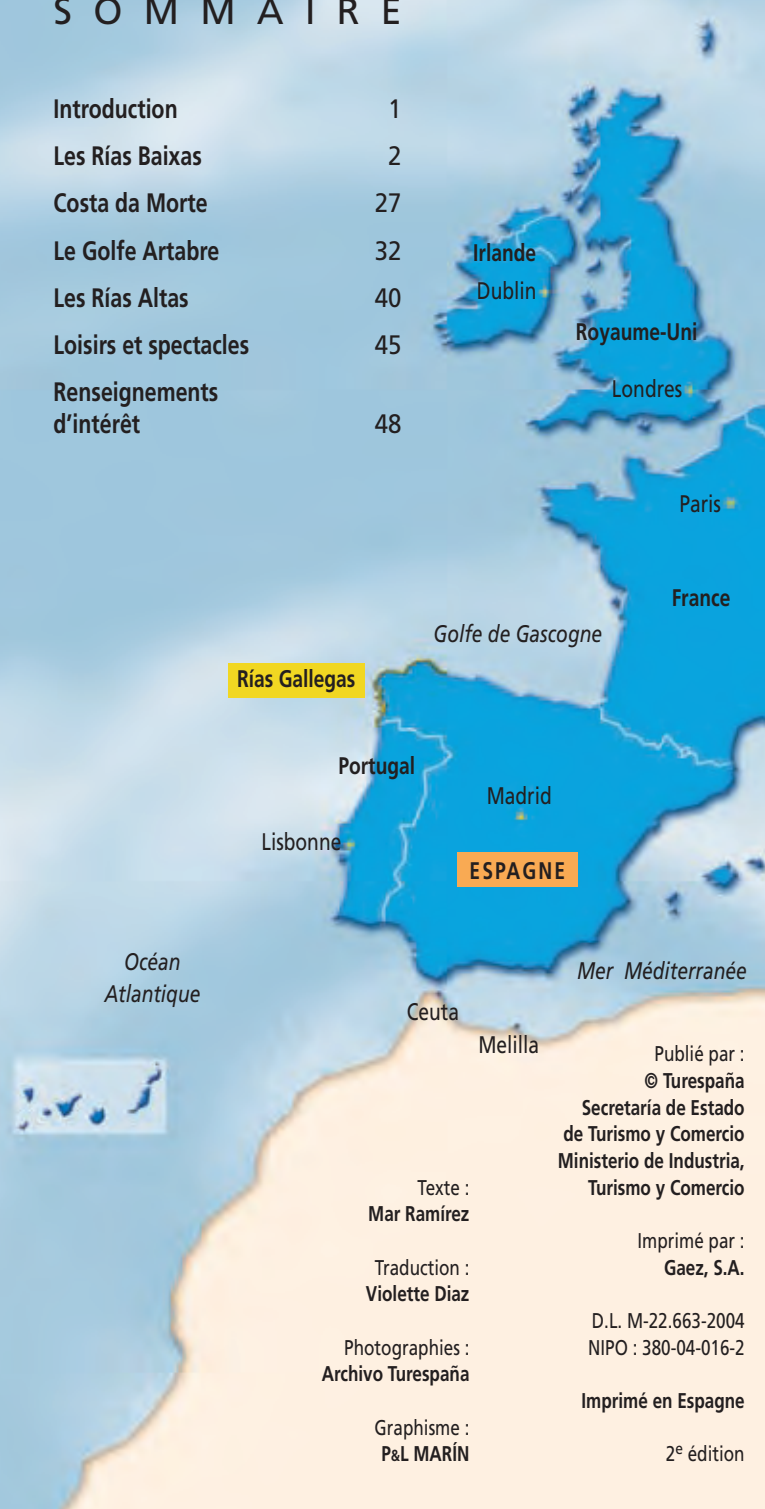 SOMMAIRE
Introduction 1
Les Rías Baixas 2
Costa da Morte 27
Le Golfe Artabre 32
Les Rías Altas 40
Loisirs et spectacles 45
Renseignements
d'intérêt 48
Irlande
Dublin
Royaume-Uni
Londres
Paris
France
Golfe de Gascogne
Rías Gallegas
Portugal
Madrid
Lisbonne
ESPAGNE
Océan
Atlantique
Mer Méditerranée
Ceuta
Melilla
Texte :
Mar Ramírez
Traduction :
Violette Diaz
Photographies :
Archivo Turespaña
Graphisme :
P&L MARÍN
Publié par :
© Turespaña
Secretaría de Estado
de Turismo y Comercio
Ministerio de Industria,
Turismo y Comercio
Imprimé par :
Gaez, S.A.
D.L. M-22.663-2004
NIPO : 380-04-016-2
Imprimé en Espagne
2e édition